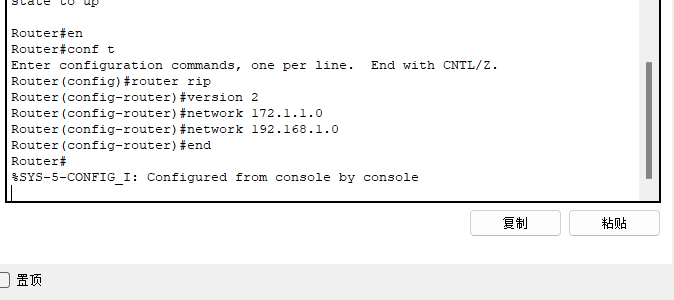 state to up
Router#en
Router#conf t
Enter configuration commands, one per line.  End with CNTL/Z.
Router(config)#router rip
Router(config-router)#version 2
Router(config-router)#network 172.1.1.0
Router(config-router)#network 192.168.1.0
Router(config-router)#end
Router#
%SYS-5-CONFIG_I: Configured from console by console
复制
粘贴
置顶